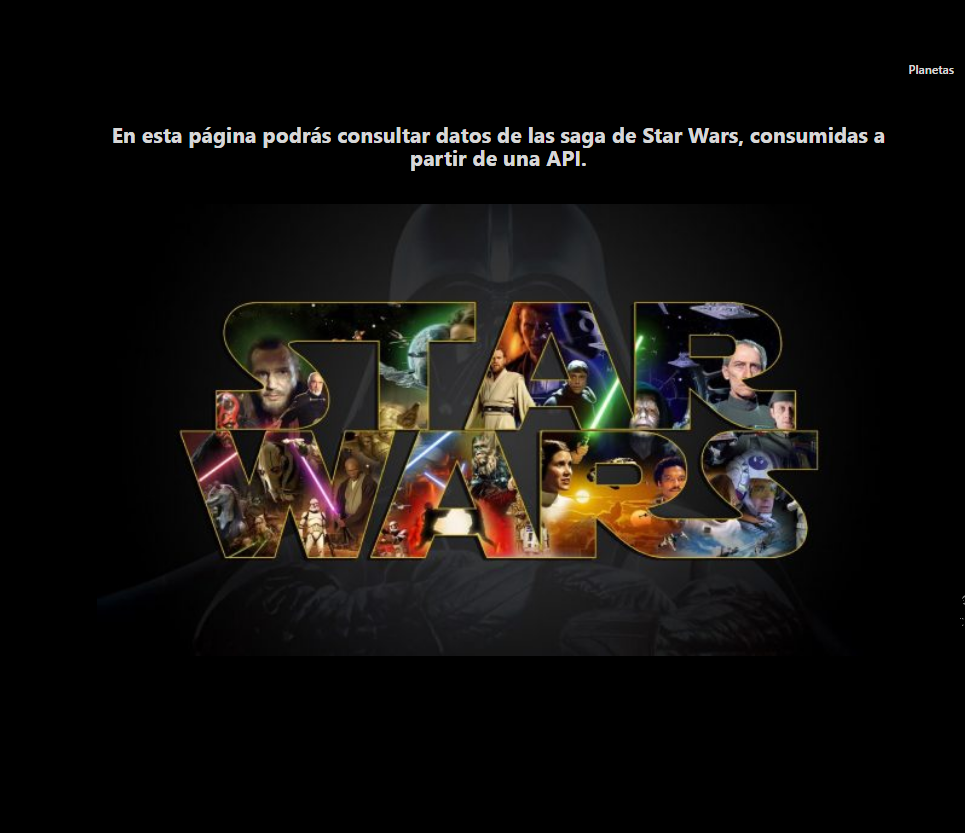 Planetas
En esta página podrás consultar datos de las saga de Star Wars, consumidas a
partir de una API.
STAR
WARS